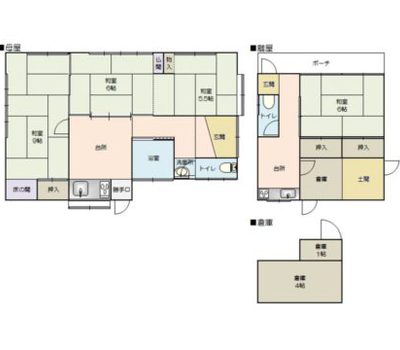 ■母屋
和室
6帖
仏間
物入
和室
5.5帖
和室
9帖
台所
玄関
浴室
洗面所
トイレ
床の間
押入
勝手口
■離屋
ポーチ
玄関
トイレ
和室
6帖
台所
押入
押入
倉庫
土間
■倉庫
倉庫
1帖
倉庫
4帖